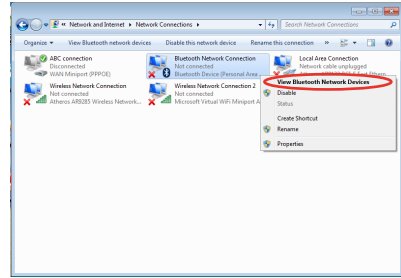 « Network and Internet ▸ Network Connections ▸
Search Network Connections
Organize ▾ View Bluetooth network devices Disable this network device Rename this connection »
ABC connection
Disconnected
WAN Miniport (PPPOE)
Bluetooth Network Connection
Not connected
Bluetooth Device (Personal Area
Local Area Connection
Network cable unplugged
Wireless Network Connection
Not connected
Atheros AR9285 Wireless Network...
Wireless Network Connection 2
Not connected
Microsoft Virtual WiFi Miniport A
View Bluetooth Network Devices
Disable
Status
Create Shortcut
Rename
Properties